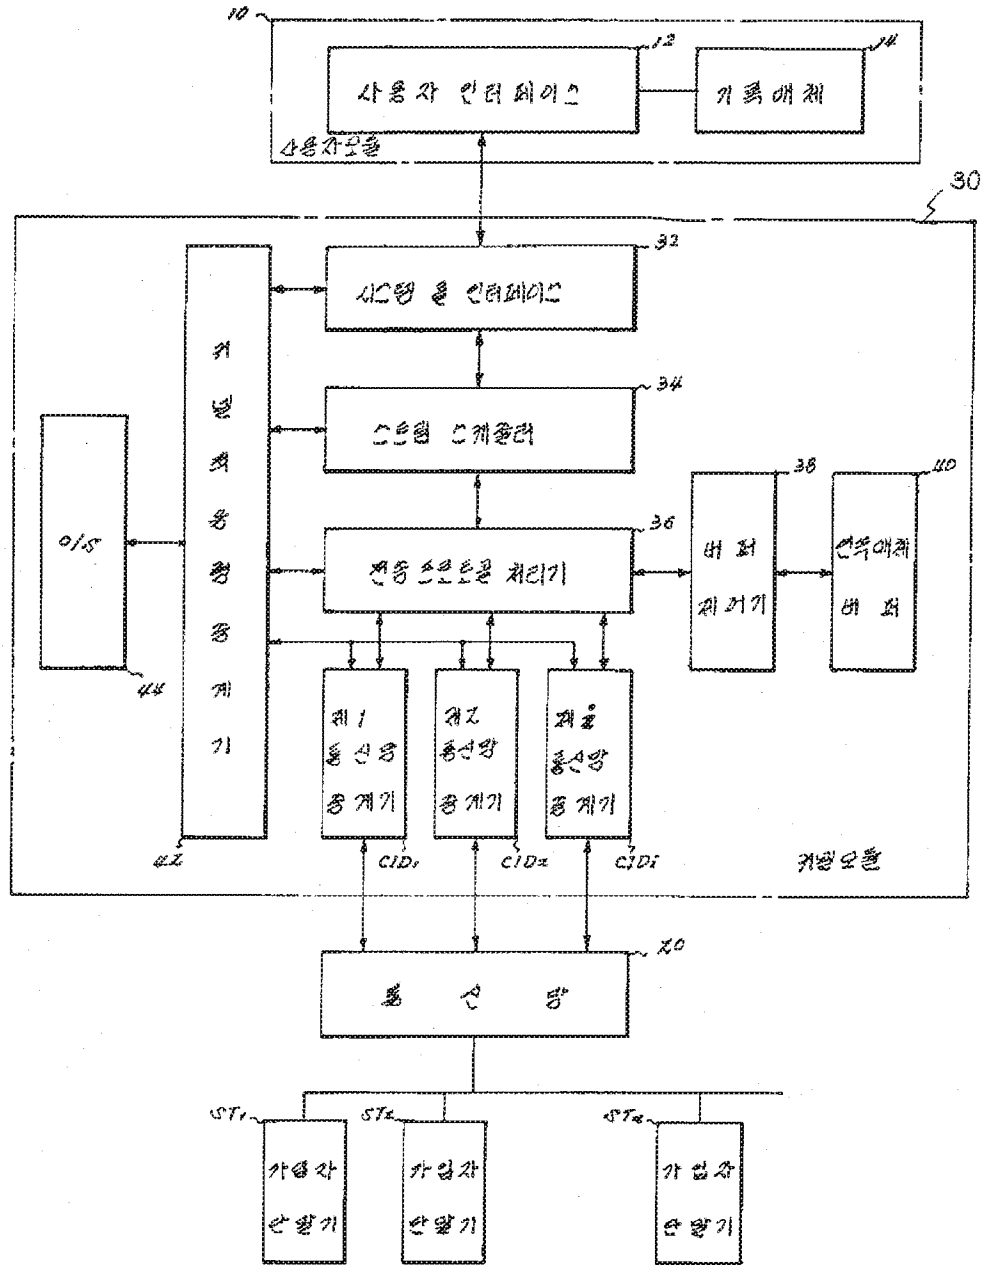 10
12
14
사용자 인터페이스
기록매체
사용자모듈
30
32
시스템 콜 인터페이스
34
스트림 스케쥴러
36
전송 프로토콜 처리기
38
버퍼
제어기
40
연속매체
버퍼
커널적응형중계기
42
O/S
44
제1
통신망
중계기
CID₁
제2
통신망
중계기
CID₂
제i
통신망
중계기
CIDi
커널모듈
20
통신망
ST₁
가입자
단말기
ST₂
가입자
단말기
가입자
단말기